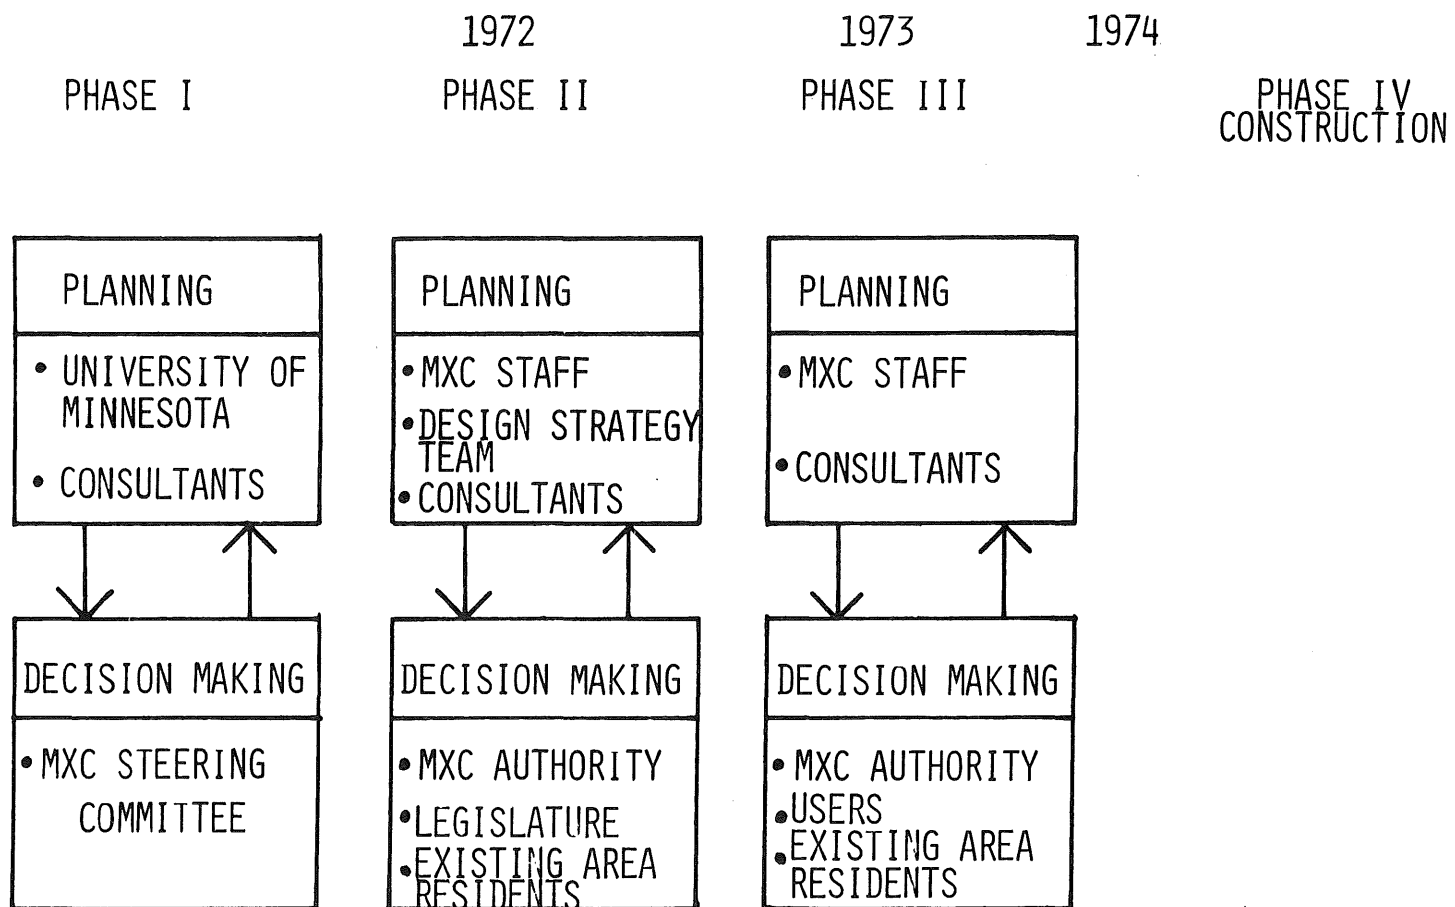 1972 1973 1974
PHASE I PHASE II PHASE III PHASE IV
CONSTRUCTION
PLANNING
• UNIVERSITY OF
MINNESOTA
• CONSULTANTS
DECISION MAKING
• MXC STEERING
COMMITTEE
PLANNING
• MXC STAFF
• DESIGN STRATEGY
TEAM
• CONSULTANTS
DECISION MAKING
• MXC AUTHORITY
• LEGISLATURE
• EXISTING AREA
RESIDENTS
PLANNING
• MXC STAFF
• CONSULTANTS
DECISION MAKING
• MXC AUTHORITY
• USERS
• EXISTING AREA
RESIDENTS